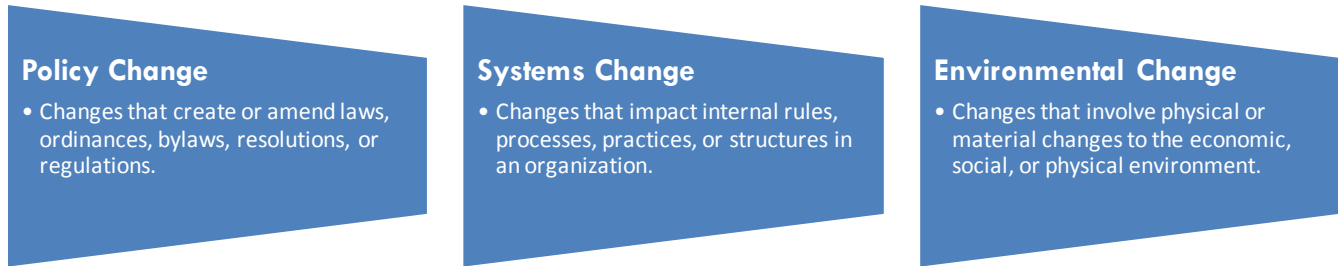 Policy Change
• Changes that create or amend laws,
ordinances, bylaws, resolutions, or
regulations.
Systems Change
• Changes that impact internal rules,
processes, practices, or structures in
an organization.
Environmental Change
• Changes that involve physical or
material changes to the economic,
social, or physical environment.